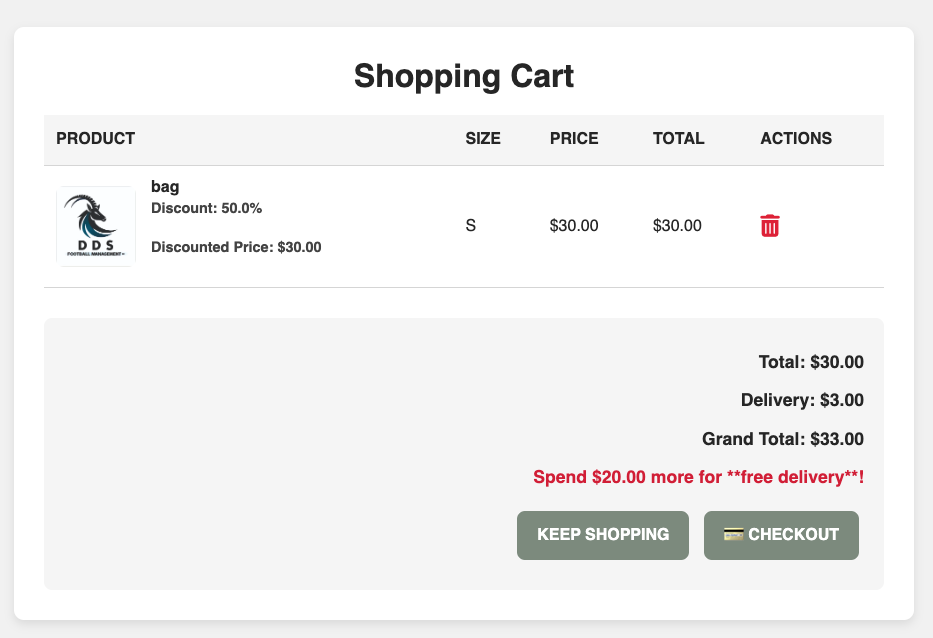 Shopping Cart
PRODUCT SIZE PRICE TOTAL ACTIONS
bag
Discount: 50.0%
DDS
FOOTBALL MANAGEMENT
Discounted Price: $30.00
S $30.00 $30.00
Total: $30.00
Delivery: $3.00
Grand Total: $33.00
Spend $20.00 more for **free delivery**!
KEEP SHOPPING
💳 CHECKOUT